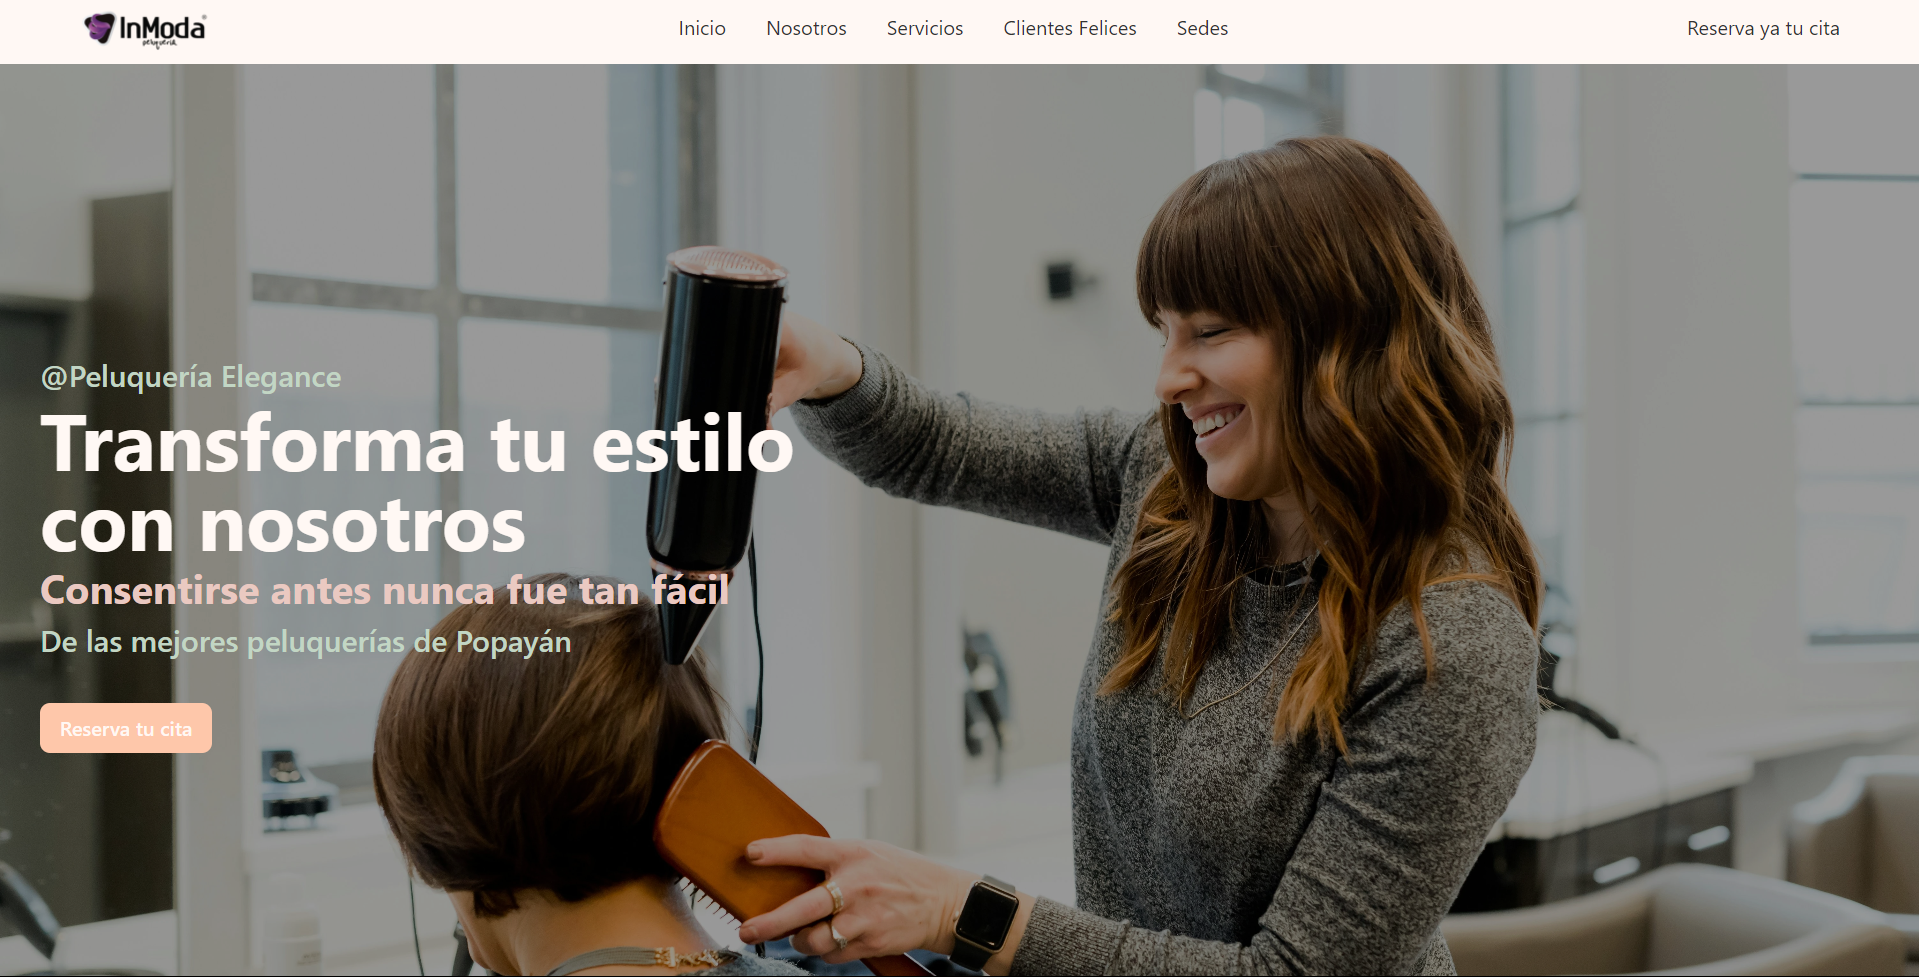 InModa
peluquería
Inicio
Nosotros
Servicios
Clientes Felices
Sedes
Reserva ya tu cita
@Peluquería Elegance
Transforma tu estilo
con nosotros
Consentirse antes nunca fue tan fácil
De las mejores peluquerías de Popayán
Reserva tu cita